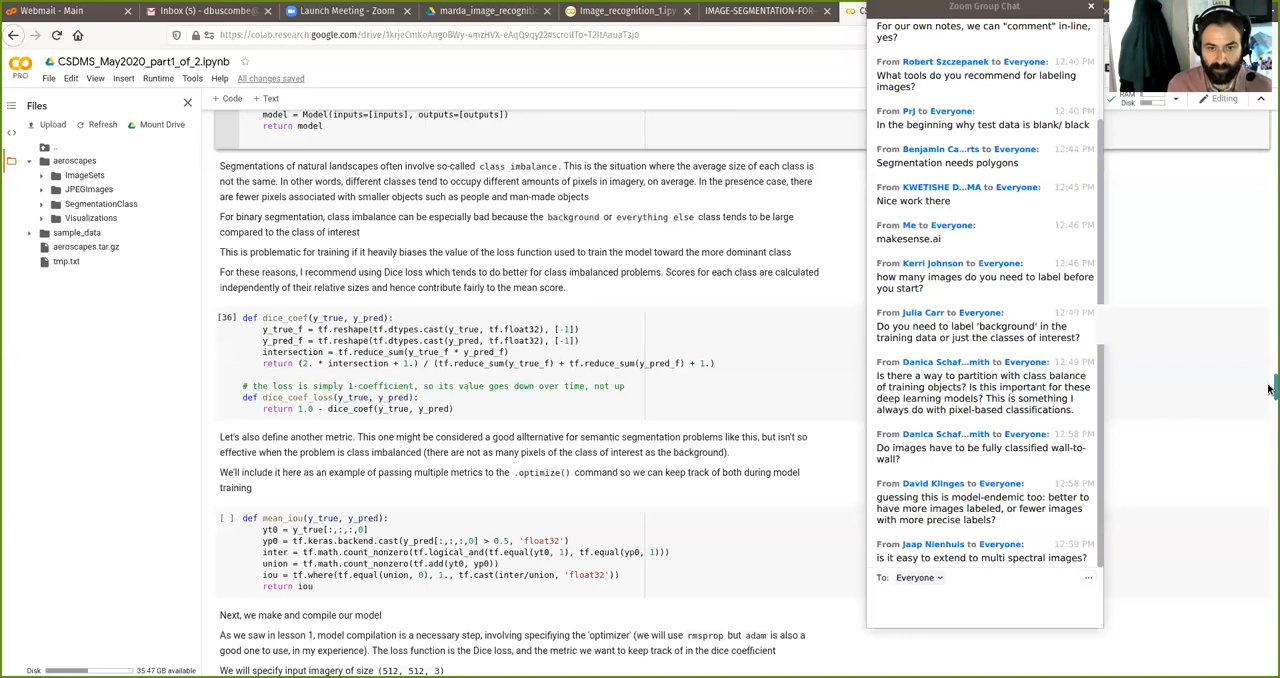 Webmail - Main
Inbox (5) - dbuscombe@
Launch Meeting - Zoom
marda_image_recogniti
Image_recognition_1.ipy
IMAGE-SEGMENTATION-FOR-
https://colab.research.google.com/drive/
CSDMS_May2020_part1_of_2.ipynb
PRO
File Edit View Insert Runtime Tools Help All changes saved
RAM
Disk
Editing
Files
Upload Refresh Mount Drive
..
aeroscapes
ImageSets
JPEGImages
SegmentationClass
Visualizations
sample_data
aeroscapes.tar.gz
tmp.txt
Disk 35.47 GB available
+ Code + Text
model = Model(inputs=[inputs], outputs=[outputs])
return model
Segmentations of natural landscapes often involve so-called class imbalance. This is the situation where the average size of each class is
not the same. In other words, different classes tend to occupy different amounts of pixels in imagery, on average. In the presence case, there
are fewer pixels associated with smaller objects such as people and man-made objects
For binary segmentation, class imbalance can be especially bad because the background or everything else class tends to be large
compared to the class of interest
This is problematic for training if it heavily biases the value of the loss function used to train the model toward the more dominant class
For these reasons, I recommend using Dice loss which tends to do better for class imbalanced problems. Scores for each class are calculated
independently of their relative sizes and hence contribute fairly to the mean score.
[36] def dice_coef(y_true, y_pred):
y_true_f = tf.reshape(tf.dtypes.cast(y_true, tf.float32), [-1])
y_pred_f = tf.reshape(tf.dtypes.cast(y_pred, tf.float32), [-1])
intersection = tf.reduce_sum(y_true_f * y_pred_f)
return (2. * intersection + 1.) / (tf.reduce_sum(y_true_f) + tf.reduce_sum(y_pred_f) + 1.)
# the loss is simply 1-coefficient, so its value goes down over time, not up
def dice_coef_loss(y_true, y_pred):
return 1.0 - dice_coef(y_true, y_pred)
Let's also define another metric. This one might be considered a good allternative for semantic segmentation problems like this, but isn't so
effective when the problem is class imbalanced (there are not as many pixels of the class of interest as the background).
We'll include it here as an example of passing multiple metrics to the .optimize() command so we can keep track of both during model
training
[ ] def mean_iou(y_true, y_pred):
yt0 = y_true[:,:,:,0]
yp0 = tf.keras.backend.cast(y_pred[:,:,:,0] > 0.5, 'float32')
inter = tf.math.count_nonzero(tf.logical_and(tf.equal(yt0, 1), tf.equal(yp0, 1)))
union = tf.math.count_nonzero(tf.add(yt0, yp0))
iou = tf.where(tf.equal(union, 0), 1., tf.cast(inter/union, 'float32'))
return iou
Next, we make and compile our model
As we saw in lesson 1, model compilation is a necessary step, involving specifiying the 'optimizer' (we will use rmsprop but adam is also a
good one to use, in my experience). The loss function is the Dice loss, and the metric we want to keep track of in the dice coefficient
We will specify input imagery of size (512, 512, 3)
Zoom Group Chat
For our own notes, we can "comment" in-line,
yes?
From Robert Szczepanek to Everyone: 12:40 PM
What tools do you recommend for labeling
images?
From PrJ to Everyone: 12:40 PM
In the beginning why test data is blank/ black
From Benjamin Ca...rts to Everyone: 12:44 PM
Segmentation needs polygons
From KWETISHE D...MA to Everyone: 12:45 PM
Nice work there
From Me to Everyone: 12:46 PM
makesense.ai
From Kerri Johnson to Everyone: 12:46 PM
how many images do you need to label before
you start?
From Julia Carr to Everyone: 12:49 PM
Do you need to label 'background' in the
training data or just the classes of interest?
From Danica Schaf...mith to Everyone: 12:49 PM
Is there a way to partition with class balance
of training objects? Is this important for these
deep learning models? This is something I
always do with pixel-based classifications.
From Danica Schaf...mith to Everyone: 12:58 PM
Do images have to be fully classified wall-to-
wall?
From David Klinges to Everyone: 12:58 PM
guessing this is model-endemic too: better to
have more images labeled, or fewer images
with more precise labels?
From Jaap Nienhuis to Everyone: 12:59 PM
is it easy to extend to multi spectral images?
To: Everyone